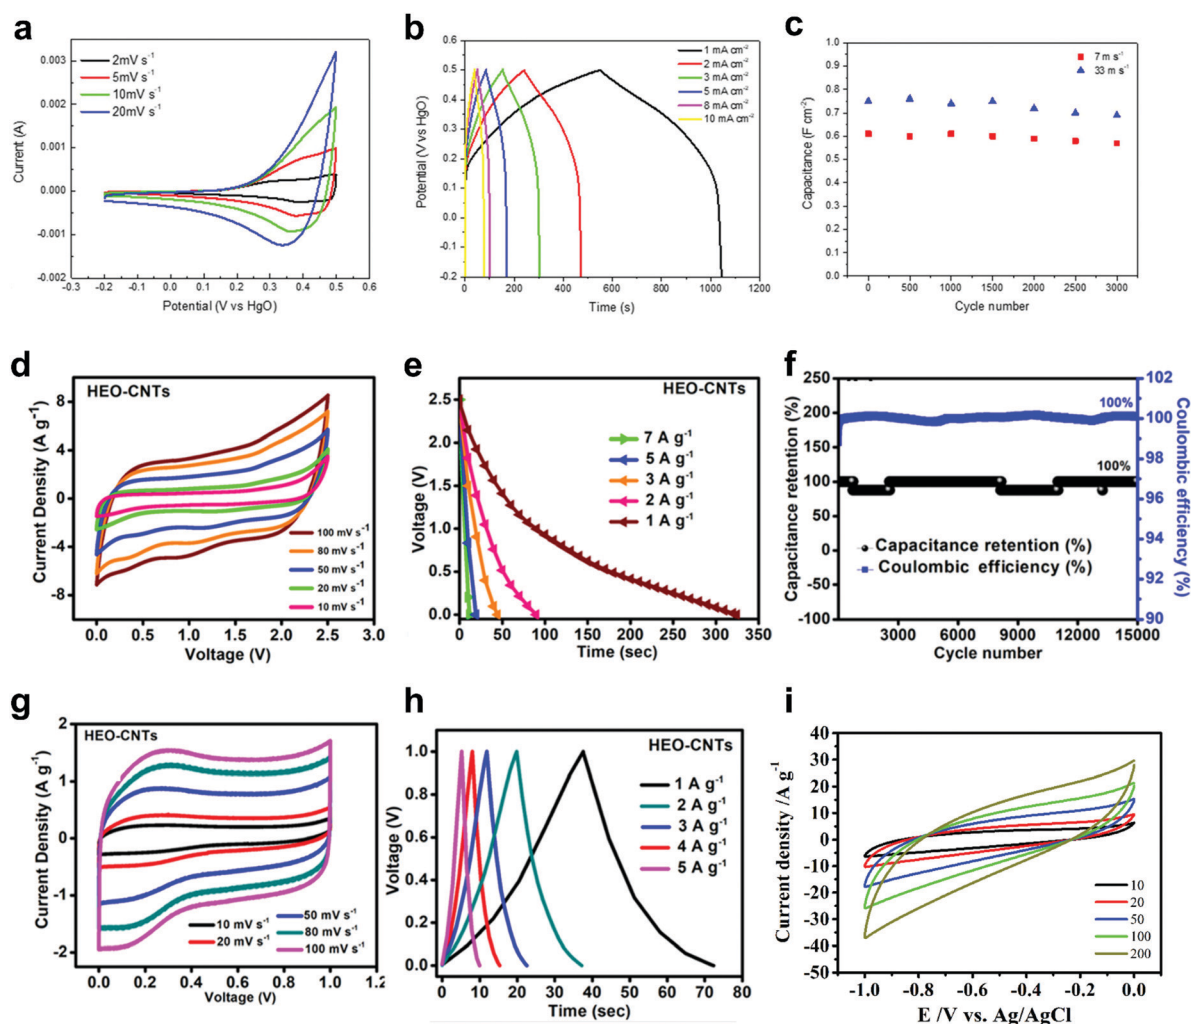 a
0.003
0.002
0.001
0.000
-0.001
-0.002
Current (A)
2mV s⁻¹
5mV s⁻¹
10mV s⁻¹
20mV s⁻¹
-0.3 -0.2 -0.1 0.0 0.1 0.2 0.3 0.4 0.5 0.6
Potential (V vs HgO)
b
0.6
0.5
0.4
0.3
0.2
0.1
0.0
-0.1
-0.2
Potential (V vs HgO)
1 mA cm⁻²
2 mA cm⁻²
3 mA cm⁻²
5 mA cm⁻²
8 mA cm⁻²
10 mA cm⁻²
0 200 400 600 800 1000 1200
Time (s)
c
1.0
0.9
0.8
0.7
0.6
0.5
0.4
0.3
0.2
0.1
0.0
Capacitance (F cm⁻²)
7 m s⁻¹
33 m s⁻¹
0 500 1000 1500 2000 2500 3000
Cycle number
d
HEO-CNTs
8
4
0
-4
-8
Current Density (A g⁻¹)
100 mV s⁻¹
80 mV s⁻¹
50 mV s⁻¹
20 mV s⁻¹
10 mV s⁻¹
0.0 0.5 1.0 1.5 2.0 2.5 3.0
Voltage (V)
e
HEO-CNTs
2.5
2.0
1.5
1.0
0.5
0.0
Voltage (V)
7 A g⁻¹
5 A g⁻¹
3 A g⁻¹
2 A g⁻¹
1 A g⁻¹
0 50 100 150 200 250 300 350
Time (sec)
f
250
200
150
100
50
0
-50
-100
Capacitance retention (%)
100%
100%
Capacitance retention (%)
Coulombic efficiency (%)
102
100
98
96
94
92
90
Coulombic efficiency (%)
3000 6000 9000 12000 15000
Cycle number
g
HEO-CNTs
2
1
0
-1
-2
Current Density (A g⁻¹)
10 mV s⁻¹
20 mV s⁻¹
50 mV s⁻¹
80 mV s⁻¹
100 mV s⁻¹
0.0 0.2 0.4 0.6 0.8 1.0 1.2
Voltage (V)
h
HEO-CNTs
1.0
0.8
0.6
0.4
0.2
0.0
Voltage (V)
1 A g⁻¹
2 A g⁻¹
3 A g⁻¹
4 A g⁻¹
5 A g⁻¹
0 10 20 30 40 50 60 70 80
Time (sec)
i
40
30
20
10
0
-10
-20
-30
-40
-50
Current density /A g⁻¹
10
20
50
100
200
-1.0 -0.8 -0.6 -0.4 -0.2 0.0
E /V vs. Ag/AgCl